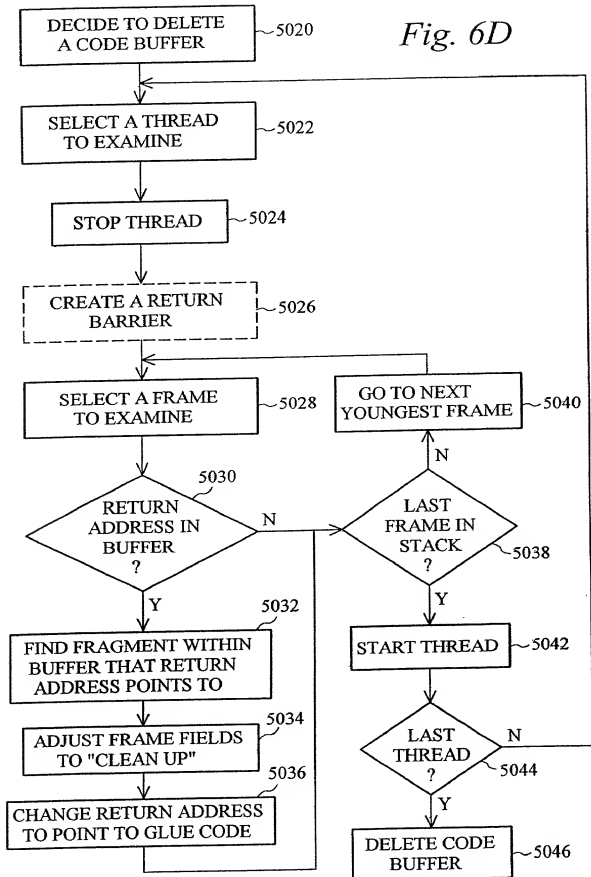 Fig. 6D
DECIDE TO DELETE
A CODE BUFFER
5020
SELECT A THREAD
TO EXAMINE
5022
STOP THREAD
5024
CREATE A RETURN
BARRIER
5026
SELECT A FRAME
TO EXAMINE
5028
GO TO NEXT
YOUNGEST FRAME
5040
N
5030
RETURN
ADDRESS IN
BUFFER
?
N
Y
LAST
FRAME IN
STACK
?
5038
Y
5032
FIND FRAGMENT WITHIN
BUFFER THAT RETURN
ADDRESS POINTS TO
5034
ADJUST FRAME FIELDS
TO "CLEAN UP"
5036
CHANGE RETURN ADDRESS
TO POINT TO GLUE CODE
START THREAD
5042
LAST
THREAD
?
N
5044
Y
DELETE CODE
BUFFER
5046